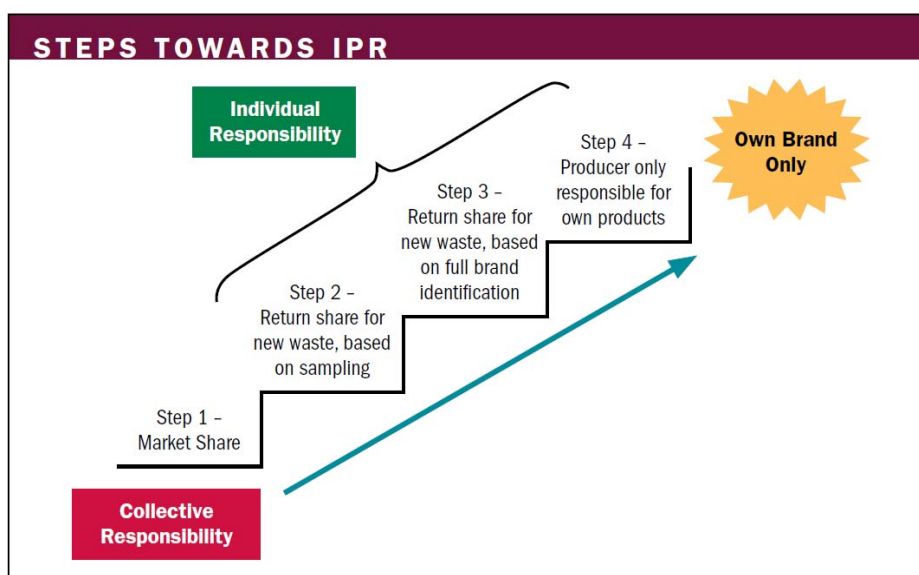 STEPS TOWARDS IPR
Individual
Responsibility
Own Brand
Only
Step 4 –
Producer only
responsible for
own products
Step 3 –
Return share for
new waste, based
on full brand
identification
Step 2 –
Return share for
new waste, based
on sampling
Step 1 –
Market Share
Collective
Responsibility